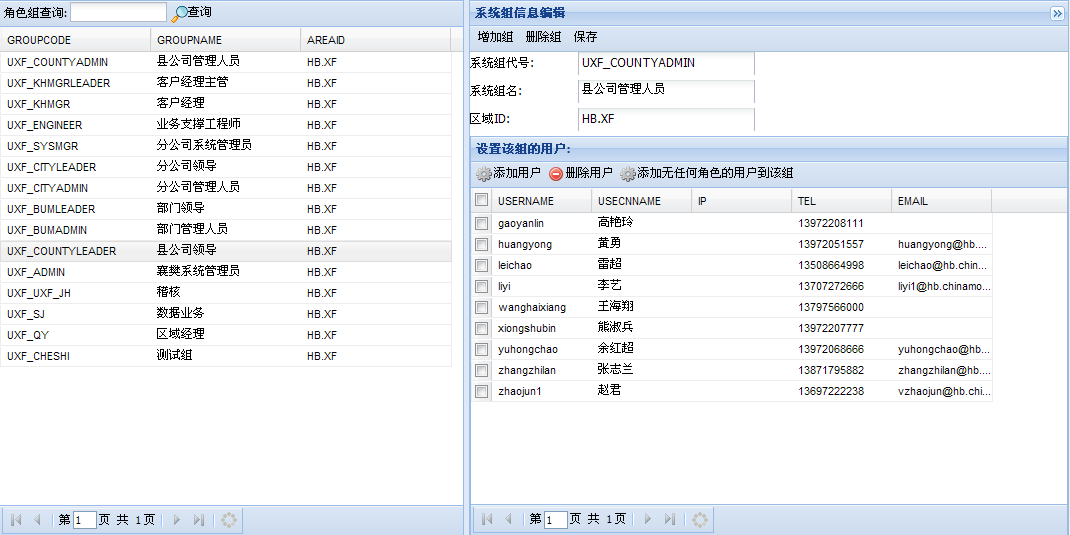 角色组查询: 查询
GROUPCODE GROUPNAME AREAID
UXF_COUNTYADMIN 县公司管理人员 HB.XF
UXF_KHMGRLEADER 客户经理主管 HB.XF
UXF_KHMGR 客户经理 HB.XF
UXF_ENGINEER 业务支撑工程师 HB.XF
UXF_SYSMGR 分公司系统管理员 HB.XF
UXF_CITYLEADER 分公司领导 HB.XF
UXF_CITYADMIN 分公司管理人员 HB.XF
UXF_BUMLEADER 部门领导 HB.XF
UXF_BUMADMIN 部门管理人员 HB.XF
UXF_COUNTYLEADER 县公司领导 HB.XF
UXF_ADMIN 襄樊系统管理员 HB.XF
UXF_UXF_JH 稽核 HB.XF
UXF_SJ 数据业务 HB.XF
UXF_QY 区域经理 HB.XF
UXF_CHESHI 测试组 HB.XF
第 1 页 共 1页
系统组信息编辑
增加组 删除组 保存
系统组代号: UXF_COUNTYADMIN
系统组名: 县公司管理人员
区域ID: HB.XF
设置该组的用户:
添加用户 删除用户 添加无任何角色的用户到该组
USERNAME USECNNAME IP TEL EMAIL
gaoyanlin 高艳玲 13972208111
huangyong 黄勇 13972051557 huangyong@hb....
leichao 雷超 13508664998 leichao@hb.chin...
liyi 李艺 13707272666 liyi1@hb.chinamo...
wanghaixiang 王海翔 13797566000
xiongshubin 熊淑兵 13972207777
yuhongchao 余红超 13972068666 yuhongchao@hb...
zhangzhilan 张志兰 13871795882 zhangzhilan@hb...
zhaojun1 赵君 13697222238 vzhaojun@hb.chi...
第 1 页 共 1页